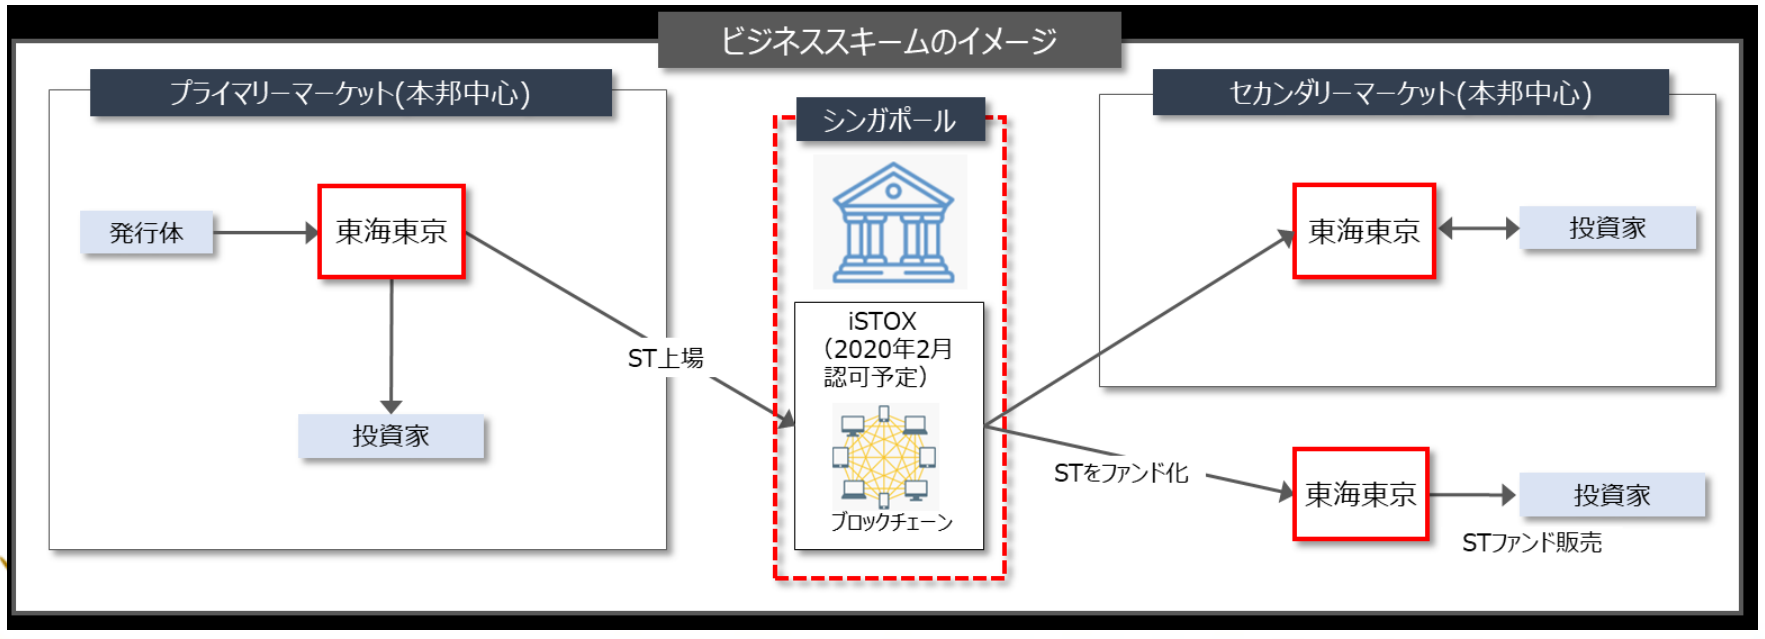 ビジネススキームのイメージ
プライマリーマーケット(本邦中心)
発行体
東海東京
投資家
ST上場
シンガポール
iSTOX
（2020年2月
認可予定）
ブロックチェーン
セカンダリーマーケット(本邦中心)
東海東京
投資家
STをファンド化
東海東京
投資家
STファンド販売